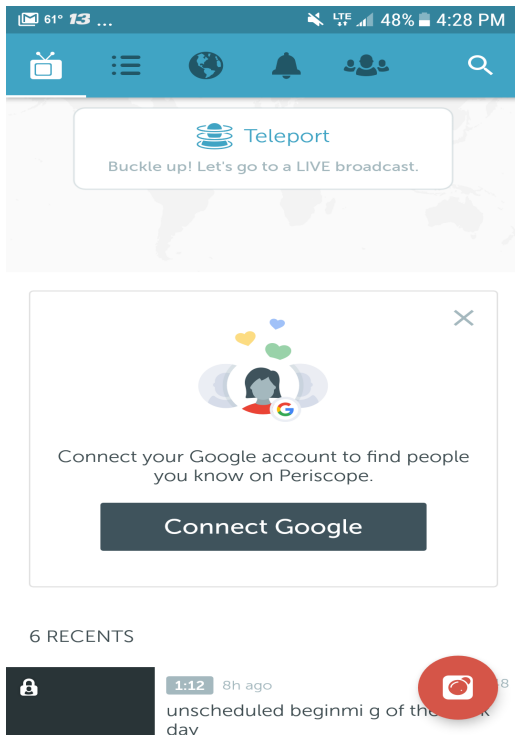 61° 13 ... LTE 48% 4:28 PM
Teleport
Buckle up! Let's go to a LIVE broadcast.
Connect your Google account to find people
you know on Periscope.
Connect Google
6 RECENTS
1:12 8h ago 8
unscheduled beginmi g of the k
day